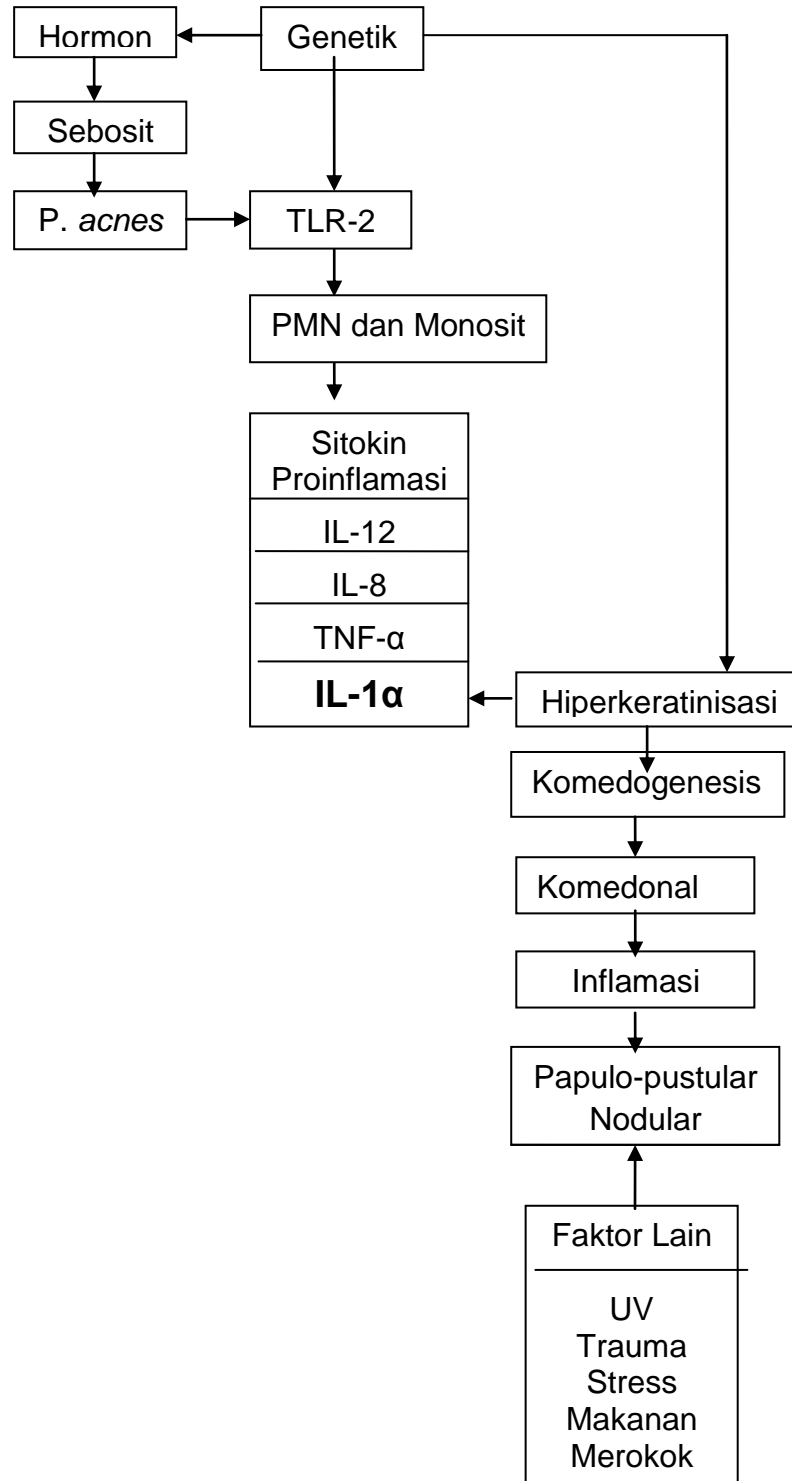 Hormon
Genetik
Sebosit
P. acnes
TLR-2
PMN dan Monosit
Sitokin
Proinflamasi
IL-12
IL-8
TNF-α
IL-1α
Hiperkeratinisasi
Komedogenesis
Komedonal
Inflamasi
Papulo-pustular
Nodular
Faktor Lain
UV
Trauma
Stress
Makanan
Merokok